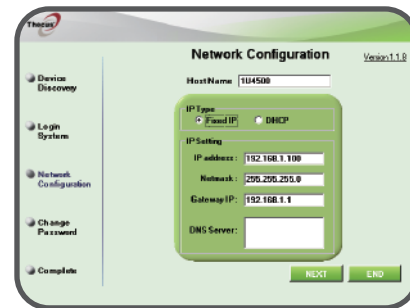 Thecus
Network Configuration
Version 1.1.8
Device
Discovery
HostName 1U4500
IP Type
Fixed IP DHCP
Login
System
IP Setting
IP address: 192.168.1.100
Network
Configuration
Netmask: 255.255.255.0
Gateway IP: 192.168.1.1
Change
Password
DNS Server:
Complete
NEXT END